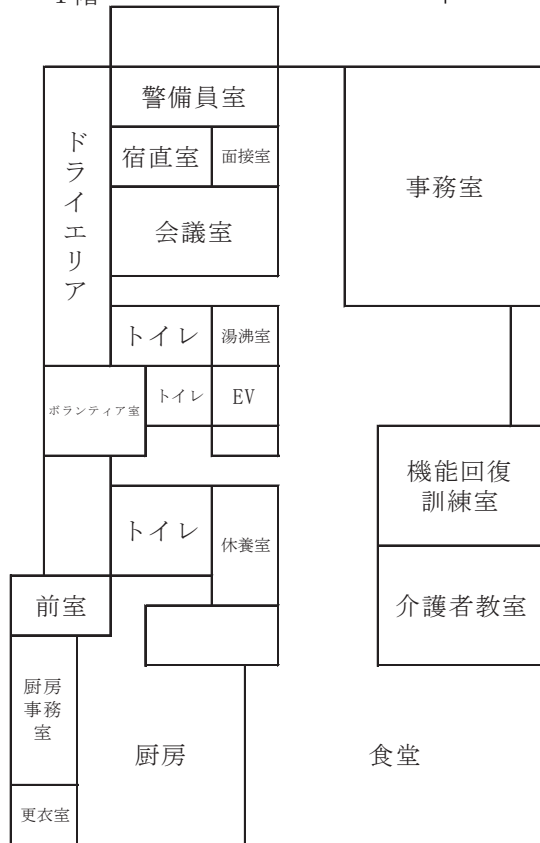 1階
警備員室
ドライエリア
宿直室
面接室
事務室
会議室
トイレ
湯沸室
ボランティア室
トイレ
EV
機能回復
訓練室
トイレ
休養室
前室
介護者教室
厨房
事務
室
厨房
食堂
更衣室